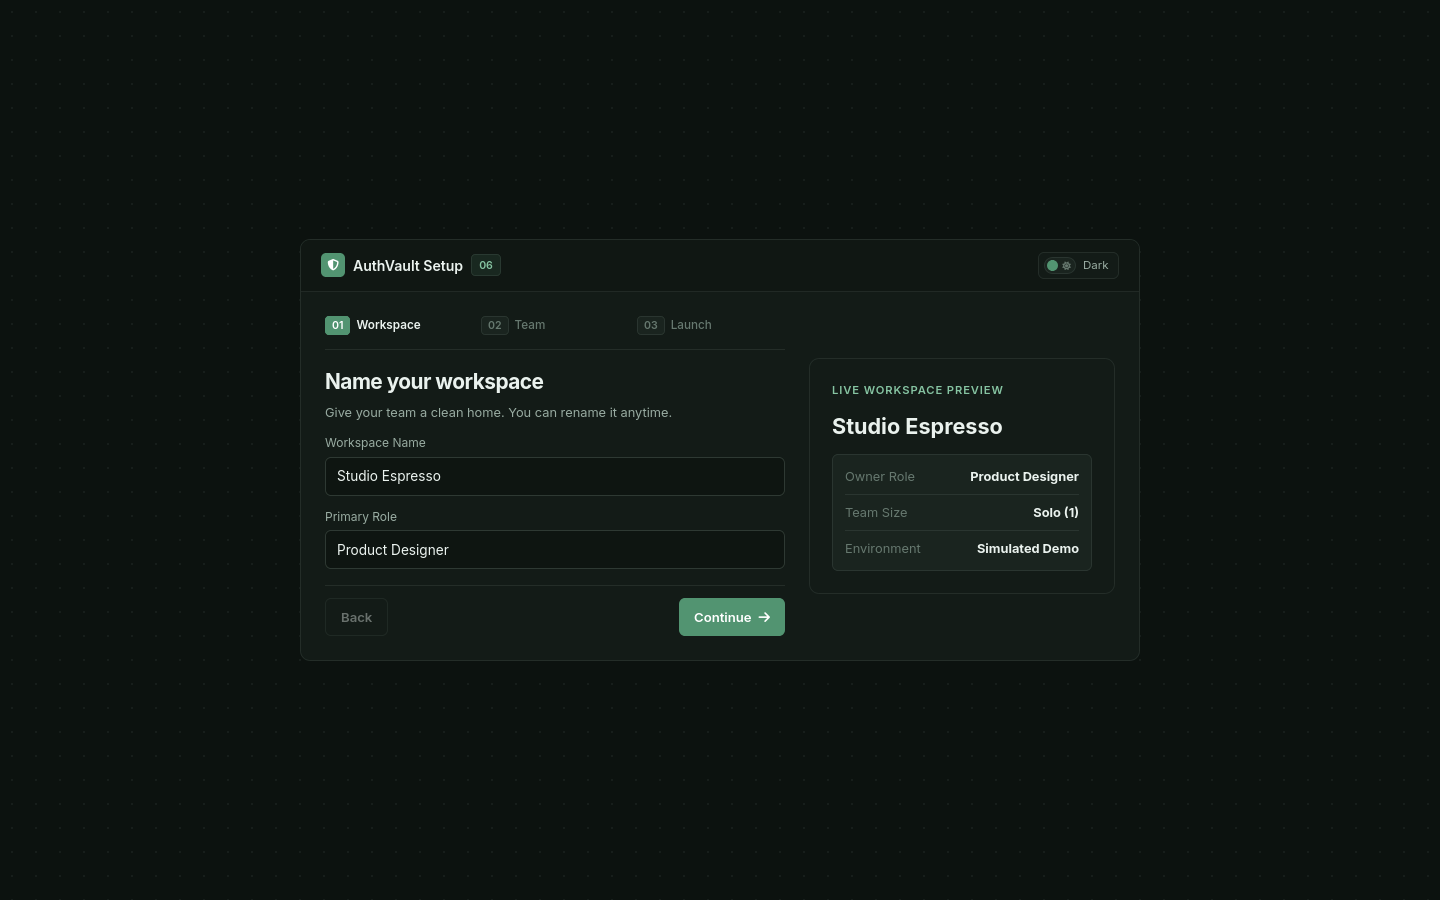 AuthVault Setup 06
Dark
01 Workspace 02 Team 03 Launch
Name your workspace
Give your team a clean home. You can rename it anytime.
Workspace Name
Studio Espresso
Primary Role
Product Designer
Back Continue →
LIVE WORKSPACE PREVIEW
Studio Espresso
Owner Role Product Designer
Team Size Solo (1)
Environment Simulated Demo